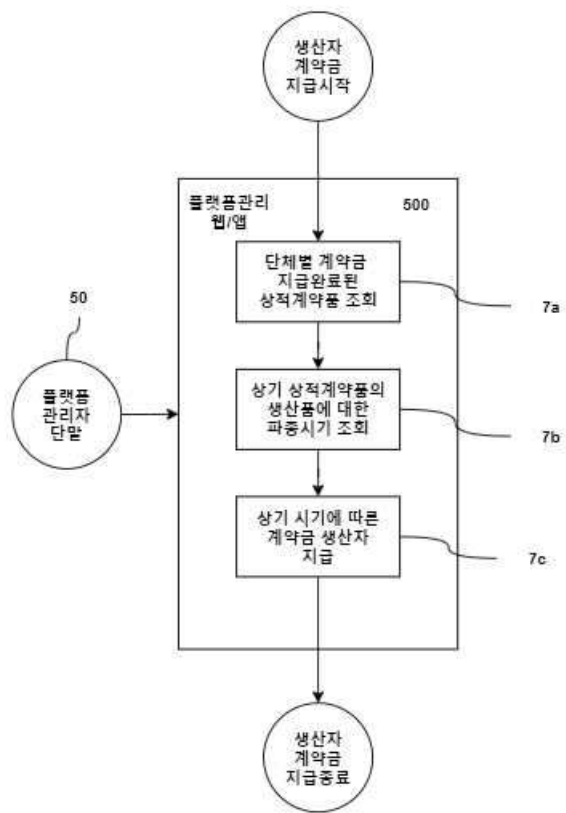 생산자
계약금
지급시작
플랫폼관리
웹/앱
500
단체별 계약금
지급완료된
상적계약품 조회
7a
50
플랫폼
관리자
단말
상기 상적계약품의
생산품에 대한
파종시기 조회
7b
상기 시기에 따른
계약금 생산자
지급
7c
생산자
계약금
지급종료